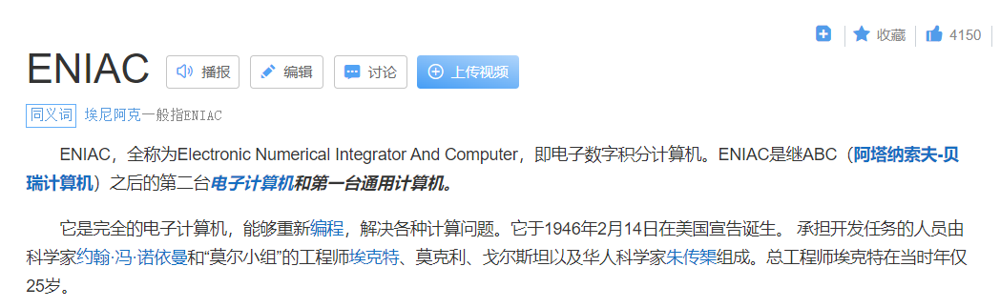 收藏 4150
ENIAC 播报 编辑 讨论 上传视频
同义词 埃尼阿克一般指ENIAC
ENIAC，全称为Electronic Numerical Integrator And Computer，即电子数字积分计算机。ENIAC是继ABC（阿塔纳索夫-贝
瑞计算机）之后的第二台电子计算机和第一台通用计算机。
它是完全的电子计算机，能够重新编程，解决各种计算问题。它于1946年2月14日在美国宣告诞生。 承担开发任务的人员由
科学家约翰·冯·诺依曼和“莫尔小组”的工程师埃克特、莫克利、戈尔斯坦以及华人科学家朱传榘组成。总工程师埃克特在当时年仅
25岁。